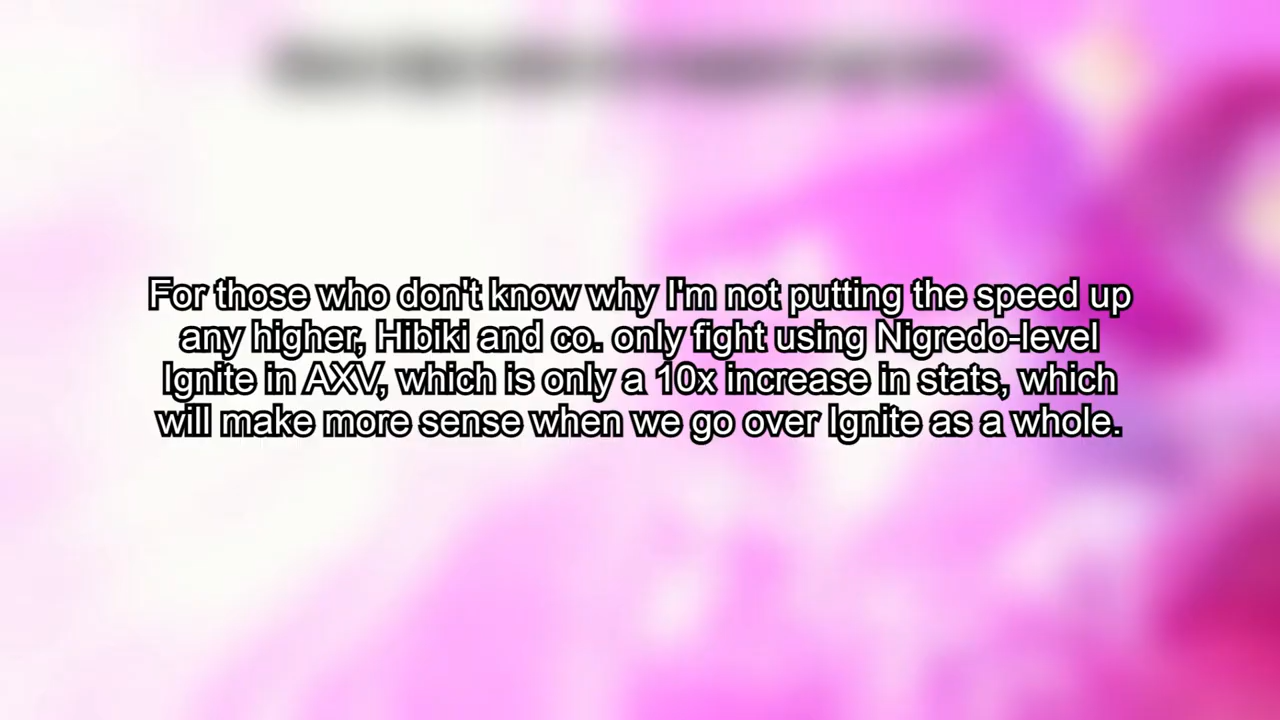 For those who don't know why I'm not putting the speed up
any higher, Hibiki and co. only fight using Nigredo-level
Ignite in AXV, which is only a 10x increase in stats, which
will make more sense when we go over Ignite as a whole.